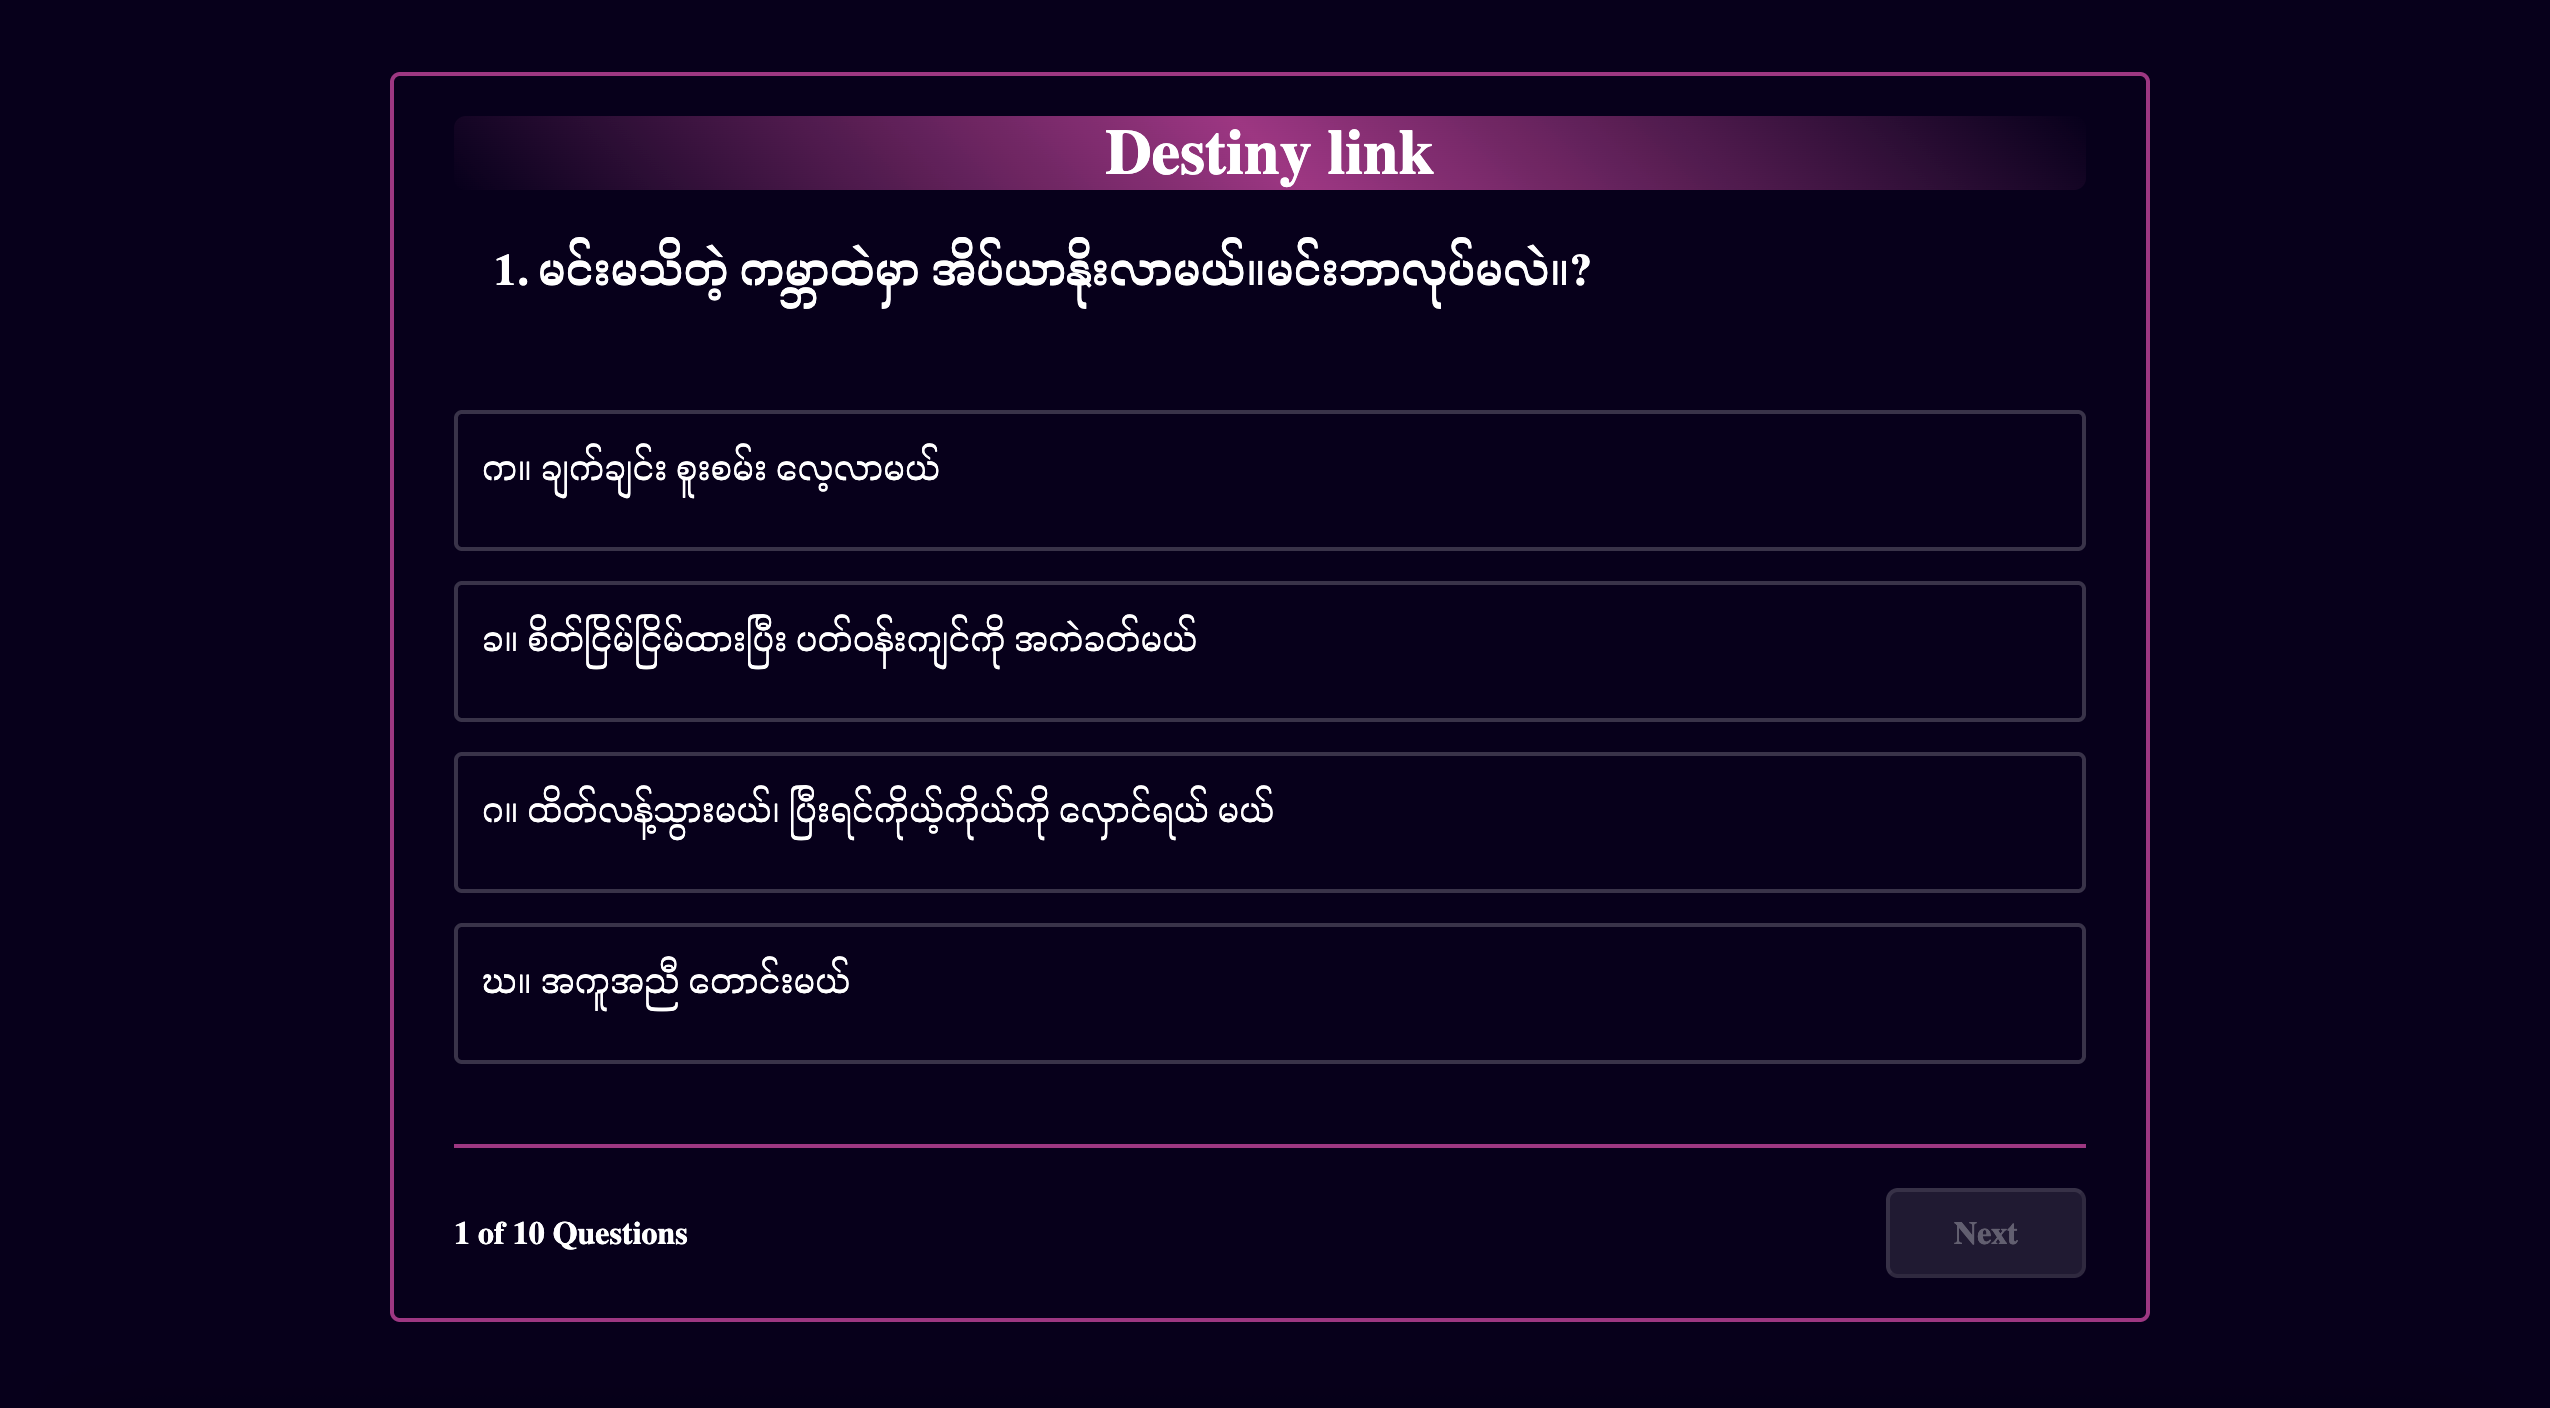 Destiny link
1. မင်းမသိတဲ့ ကမ္ဘာထဲမှာ အိပ်ယာနိုးလာမယ်။မင်းဘာလုပ်မလဲ။?
က။ ချက်ချင်း စူးစမ်း လေ့လာမယ်
ခ။ စိတ်ငြိမ်ငြိမ်ထားပြီး ပတ်ဝန်းကျင်ကို အကဲခတ်မယ်
ဂ။ ထိတ်လန့်သွားမယ်၊ ပြီးရင်ကိုယ့်ကိုယ်ကို လှောင်ရယ် မယ်
ဃ။ အကူအညီ တောင်းမယ်
1 of 10 Questions
Next